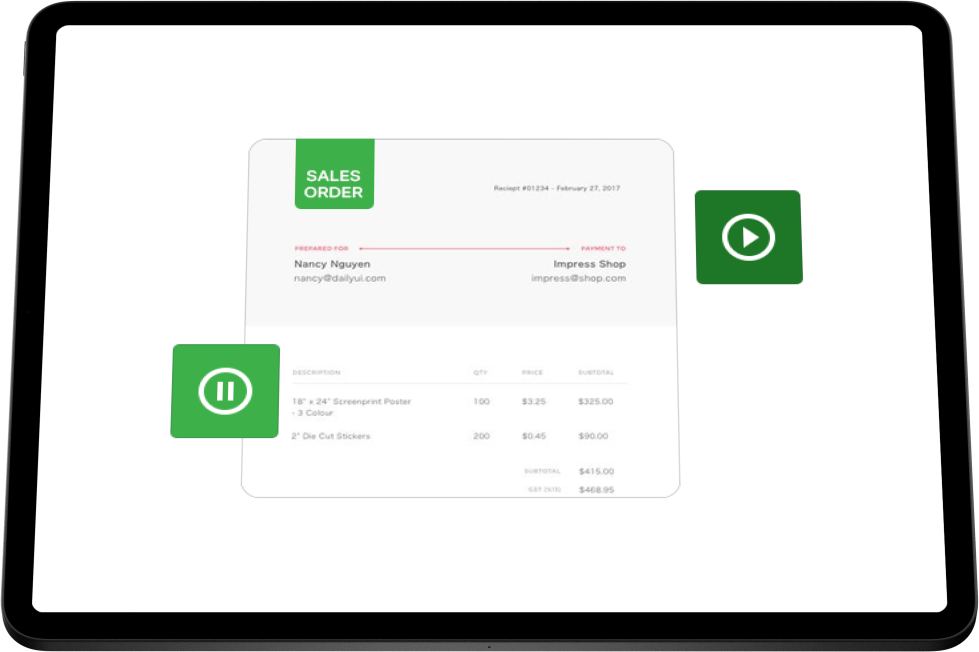 SALES
ORDER
Reciept #01234 - February 27, 2017
PREPARED FOR
PAYMENT TO
Nancy Nguyen
Impress Shop
nancy@dailyui.com
impress@shop.com
DESCRIPTION QTY PRICE SUBTOTAL
18" x 24" Screenprint Poster 100 $3.25 $325.00
- 3 Colour
2" Die Cut Stickers 200 $0.45 $90.00
SUBTOTAL $415.00
GST $468.95